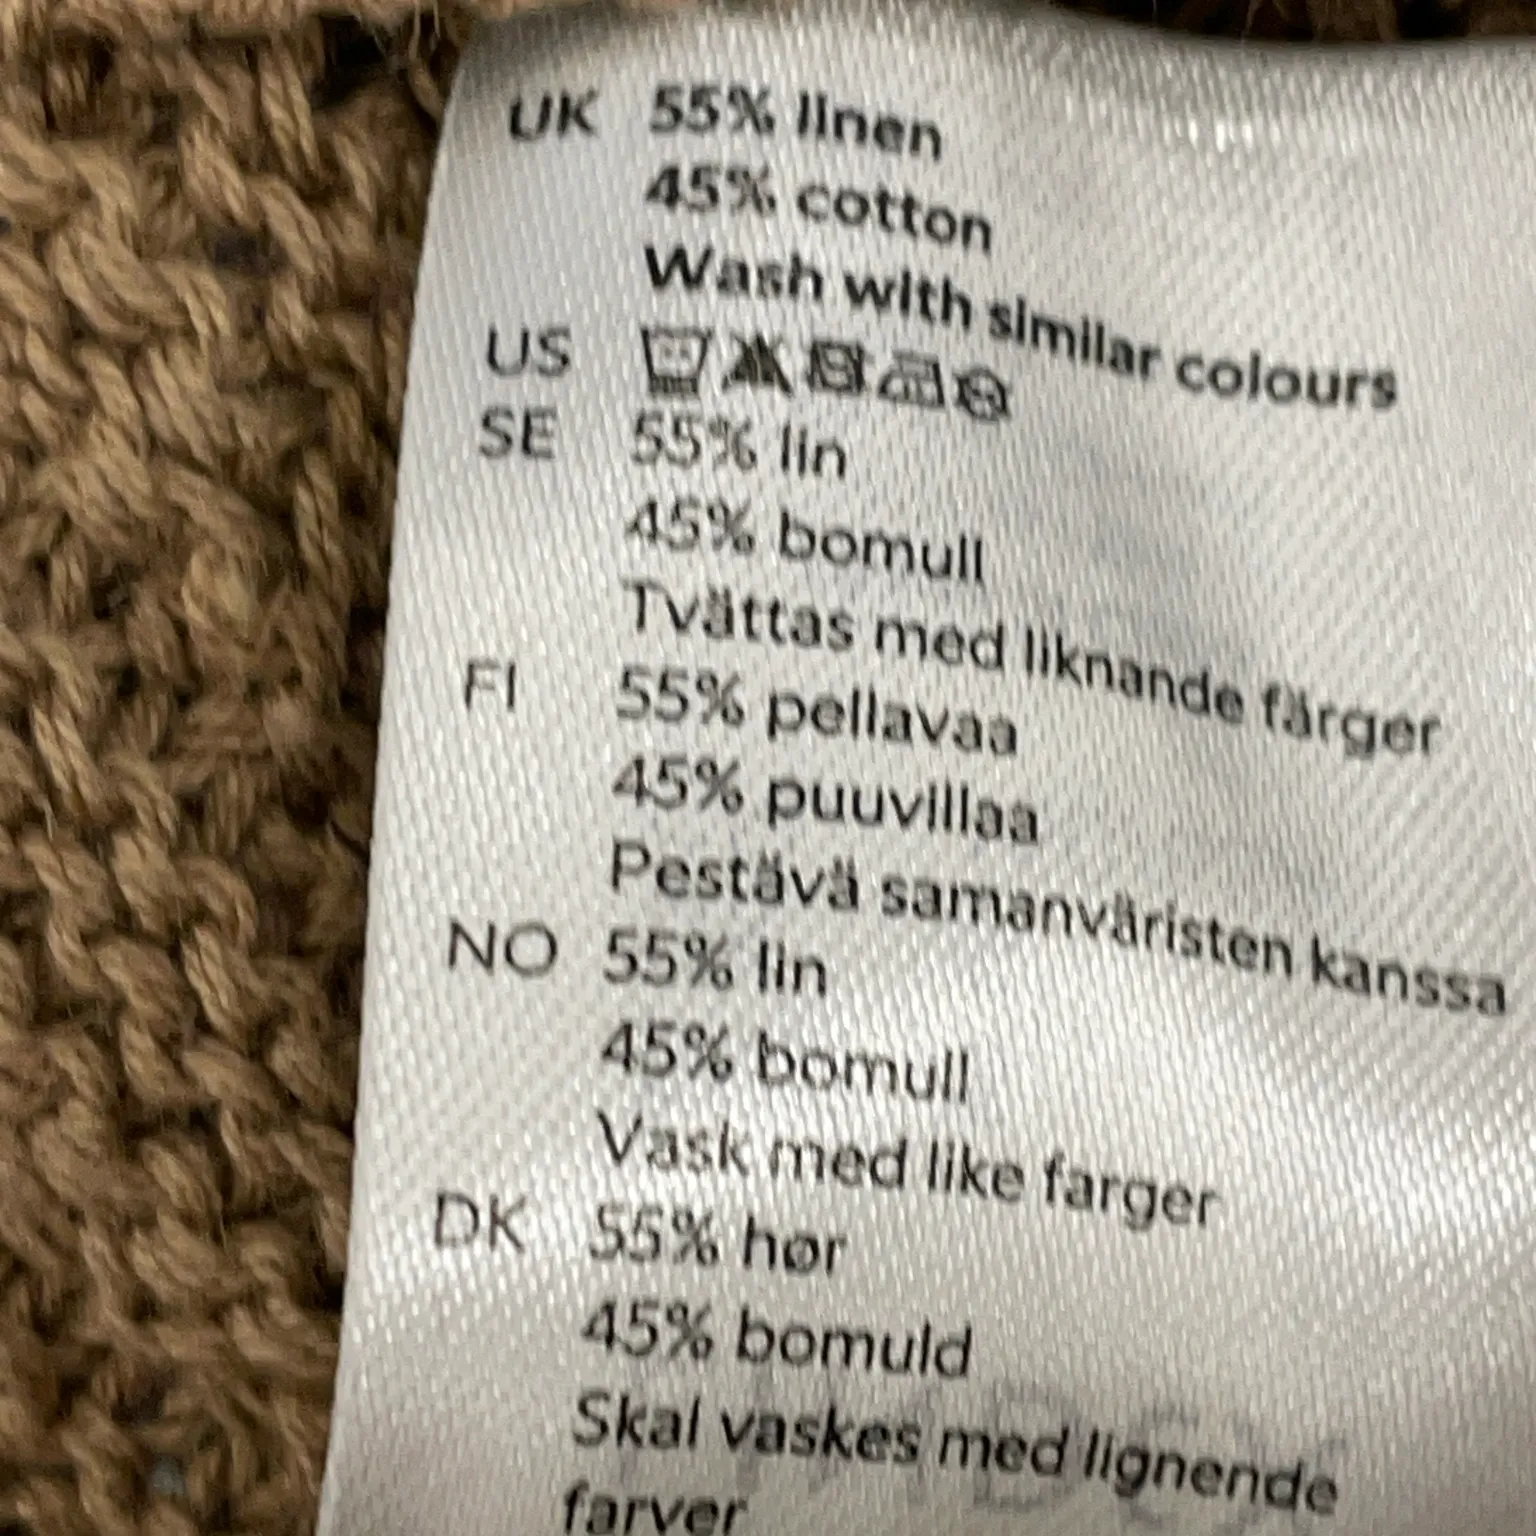 UK 55% linen
45% cotton
Wash with similar colours
US
SE 55% lin
45% bomull
Tvättas med liknande färger
FI 55% pellavaa
45% puuvillaa
Pestävä samanväristen kanssa
NO 55% lin
45% bomull
Vask med like farger
DK 55% hør
45% bomuld
Skal vaskes med lignende
farver